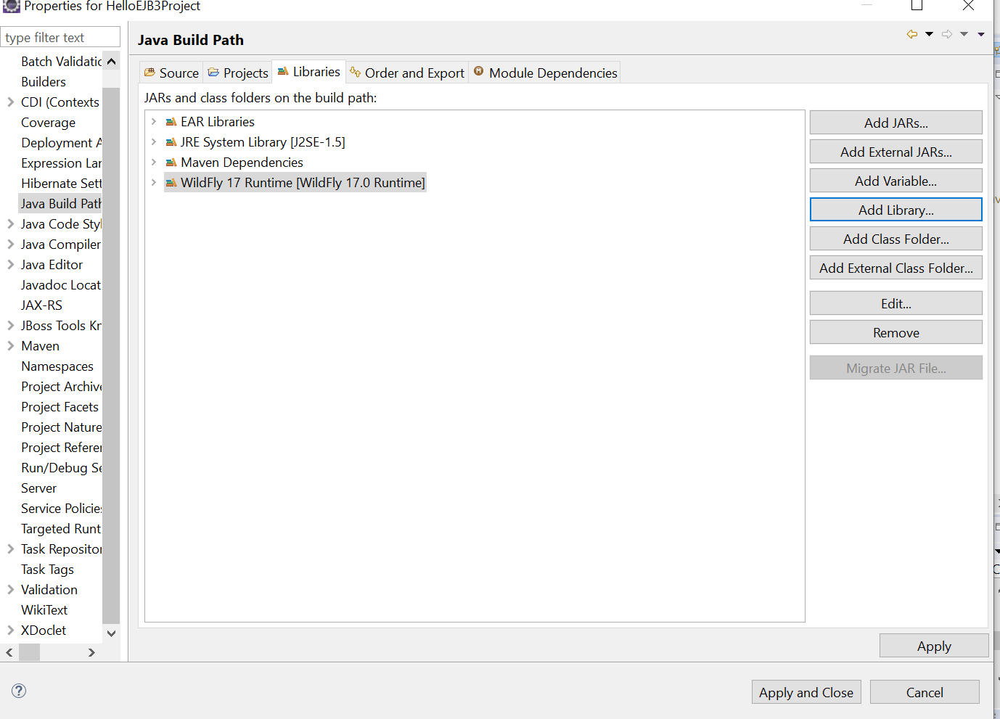 Properties for HelloEJB3Project
type filter text
Batch Validatic
Builders
CDI (Contexts
Coverage
Deployment A
Expression Lar
Hibernate Sett
Java Build Path
Java Code Styl
Java Compiler
Java Editor
Javadoc Locat
JAX-RS
JBoss Tools Kr
Maven
Namespaces
Project Archive
Project Facets
Project Nature
Project Referer
Run/Debug Se
Server
Service Policies
Targeted Runt
Task Repositor
Task Tags
Validation
WikiText
XDoclet
Java Build Path
Source Projects Libraries Order and Export Module Dependencies
JARs and class folders on the build path:
EAR Libraries
JRE System Library [J2SE-1.5]
Maven Dependencies
WildFly 17 Runtime [WildFly 17.0 Runtime]
Add JARs...
Add External JARs...
Add Variable...
Add Library...
Add Class Folder...
Add External Class Folder...
Edit...
Remove
Migrate JAR File...
Apply
Apply and Close
Cancel